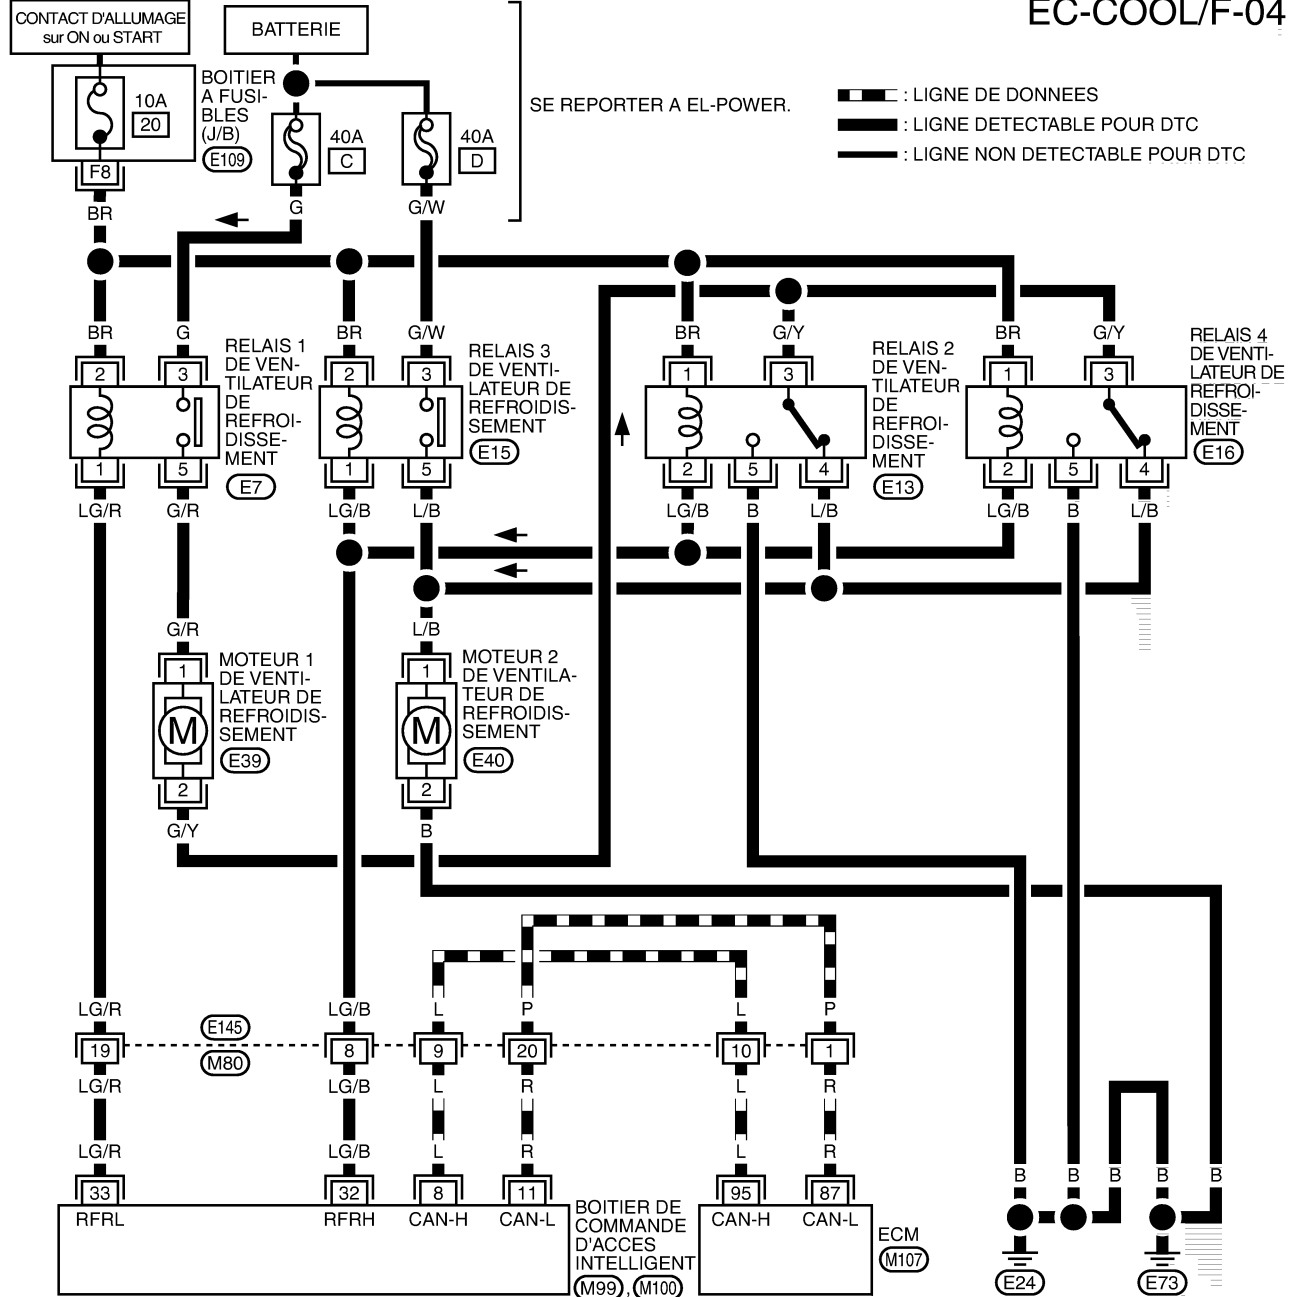 EC-COOL/F-04
CONTACT D'ALLUMAGE
sur ON ou START
BATTERIE
10A
20
BOITIER
A FUSI-
BLES
(J/B)
E109
F8
40A
C
40A
D
SE REPORTER A EL-POWER.
: LIGNE DE DONNEES
: LIGNE DETECTABLE POUR DTC
: LIGNE NON DETECTABLE POUR DTC
BR
G
G/W
BR
G
BR
G/W
BR
G/Y
BR
G/Y
2
3
2
3
1
3
1
3
RELAIS 1
DE VEN-
TILATEUR
DE
REFROI-
DISSE-
MENT
E7
RELAIS 3
DE VENTI-
LATEUR DE
REFROIDIS-
SEMENT
E15
RELAIS 2
DE VEN-
TILATEUR
DE
REFROI-
DISSE-
MENT
E13
RELAIS 4
DE VENTI-
LATEUR DE
REFROI-
DISSE-
MENT
E16
1
5
1
5
2
5
4
2
5
4
LG/R
G/R
LG/B
L/B
LG/B
B
L/B
LG/B
B
L/B
G/R
L/B
1
1
MOTEUR 1
DE VENTI-
LATEUR DE
REFROIDIS-
SEMENT
E39
MOTEUR 2
DE VENTILA-
TEUR DE
REFROIDIS-
SEMENT
E40
M
M
2
2
G/Y
B
LG/R
LG/B
L
P
L
P
E145
M80
19
8
9
20
10
1
LG/R
LG/B
L
R
L
R
LG/R
LG/B
L
R
L
R
B
B
B
B
B
33
32
8
11
95
87
RFRL
RFRH
CAN-H
CAN-L
CAN-H
CAN-L
BOITIER DE
COMMANDE
D'ACCES
INTELLIGENT
M99 , M100
ECM
M107
E24
E73